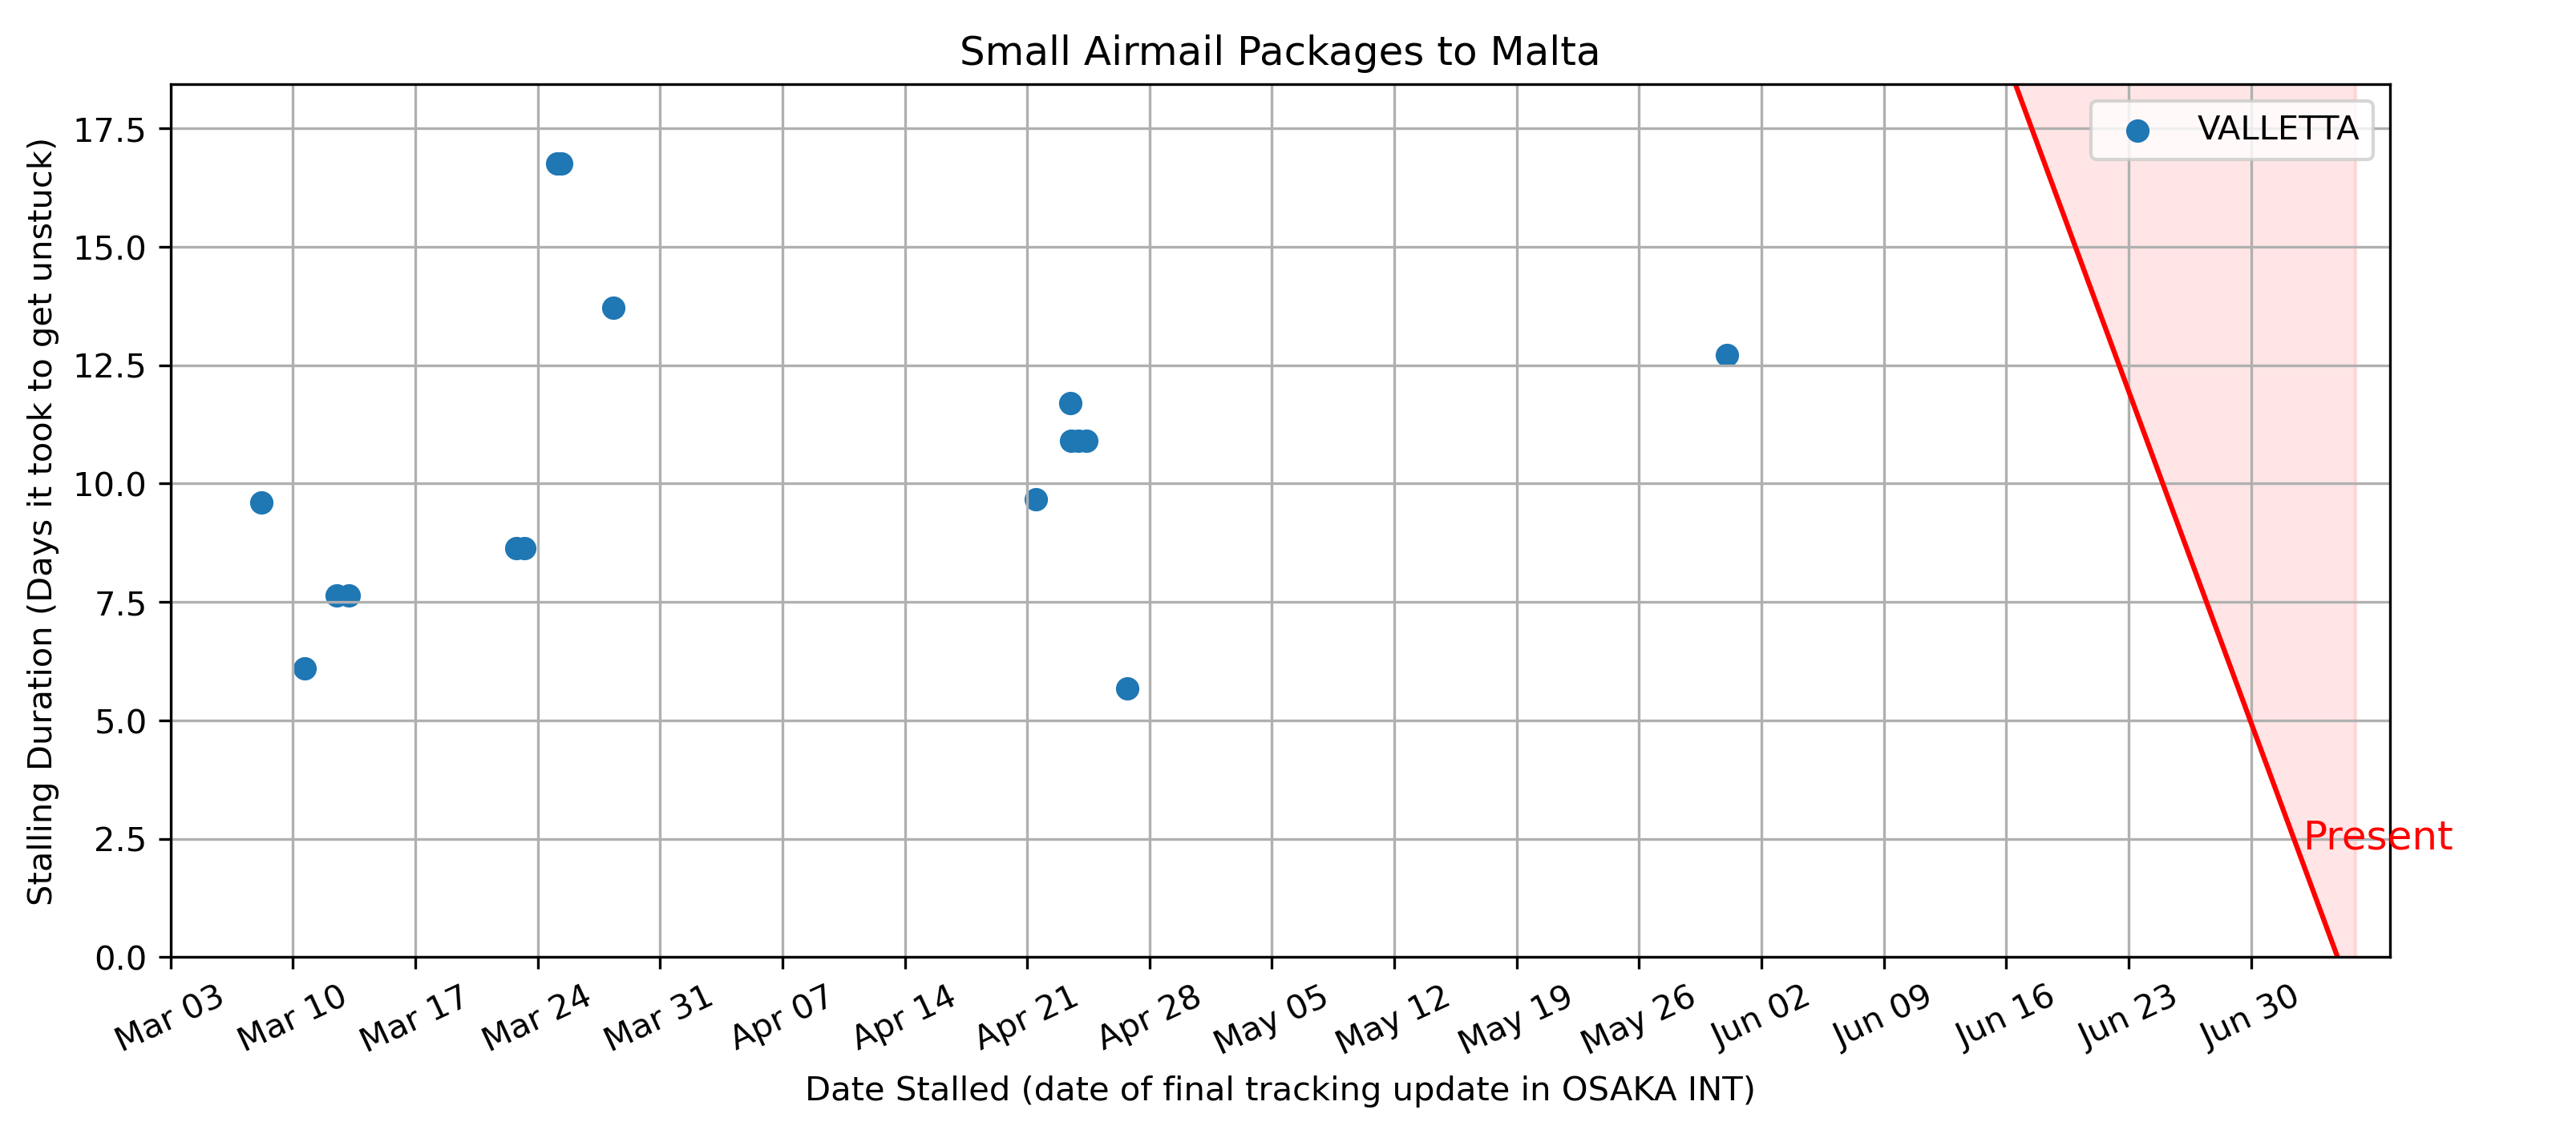 Small Airmail Packages to Malta
VALLETTA
Stalling Duration (Days it took to get unstuck)
17.5
15.0
12.5
10.0
7.5
5.0
2.5
0.0
Present
Mar 03 Mar 10 Mar 17 Mar 24 Mar 31 Apr 07 Apr 14 Apr 21 Apr 28 May 05 May 12 May 19 May 26 Jun 02 Jun 09 Jun 16 Jun 23 Jun 30
Date Stalled (date of final tracking update in OSAKA INT)